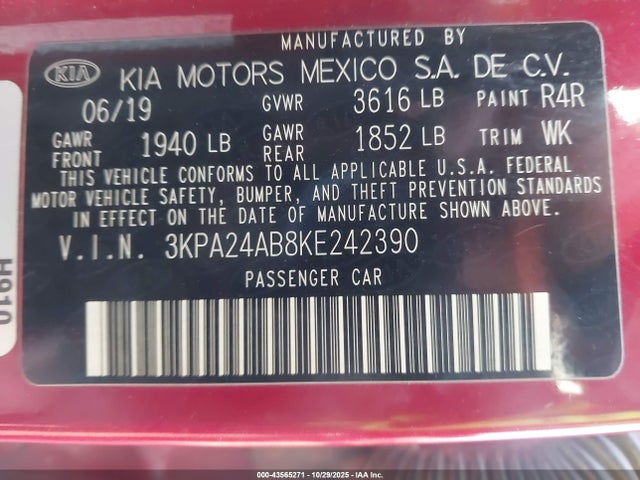 MANUFACTURED BY
KIA KIA MOTORS MEXICO S.A. DE C.V.
06/19 GVWR 3616 LB PAINT R4R
GAWR FRONT 1940 LB GAWR REAR 1852 LB TRIM WK
THIS VEHICLE CONFORMS TO ALL APPLICABLE U.S.A. FEDERAL
MOTOR VEHICLE SAFETY, BUMPER, AND THEFT PREVENTION STANDARDS
IN EFFECT ON THE DATE OF MANUFACTURE SHOWN ABOVE.
V.I.N. 3KPA24AB8KE242390
PASSENGER CAR
H910
000-43565271 - 10/29/2025 - IAA Inc.